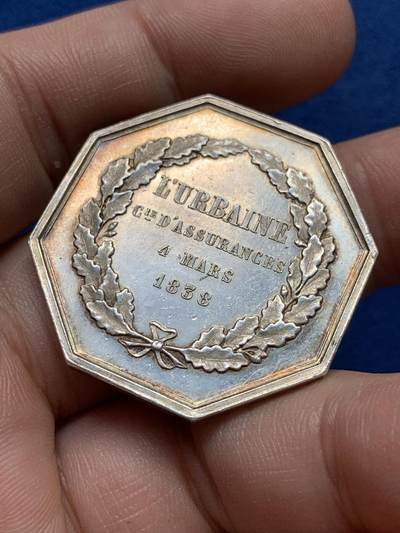 L'URBAINE
CIE D'ASSURANCES
4 MARS
1838